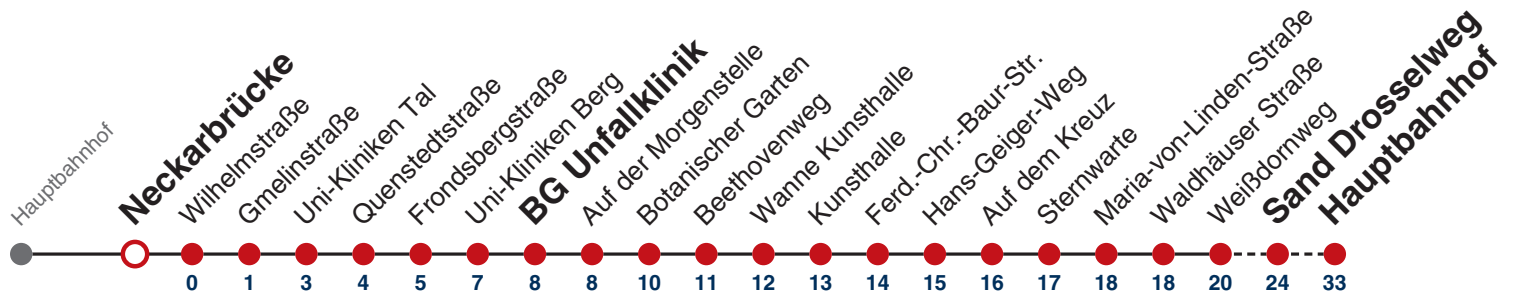 Hauptbahnhof
Neckarbrücke
Wilhelmstraße
Gmelinstraße
Uni-Kliniken Tal
Quenstedtstraße
Frondsbergstraße
Uni-Kliniken Berg
BG Unfallklinik
Auf der Morgenstelle
Botanischer Garten
Beethovenweg
Wanne Kunsthalle
Kunsthalle
Ferd.-Chr.-Baur-Str.
Hans-Geiger-Weg
Auf dem Kreuz
Sternwarte
Maria-von-Linden-Straße
Waldhäuser Straße
Weißdornweg
Sand Drosselweg
Hauptbahnhof
0 1 3 4 5 7 8 8 10 11 12 13 14 15 16 17 18 18 20 24 33